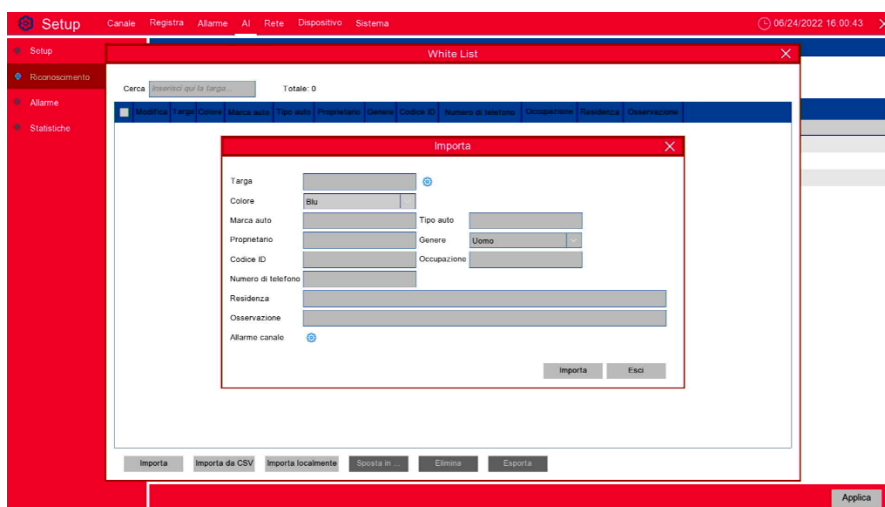 Setup Canale Registra Allarme AI Rete Dispositivo Sistema 06/24/2022 16:00:43
Setup
White List
Riconoscimento
Cerca Inserisci qui la targa... Totale: 0
Allarme
Modifica Targa Colore Marca auto Tipo auto Proprietario Genere Codice ID Numero di telefono Occupazione Residenza Osservazione
Statistiche
Importa
Targa
Colore Blu
Marca auto Tipo auto
Proprietario Genere Uomo
Codice ID Occupazione
Numero di telefono
Residenza
Osservazione
Allarme canale
Importa Esci
Importa Importa da CSV Importa localmente Sposta in ... Elimina Esporta
Applica